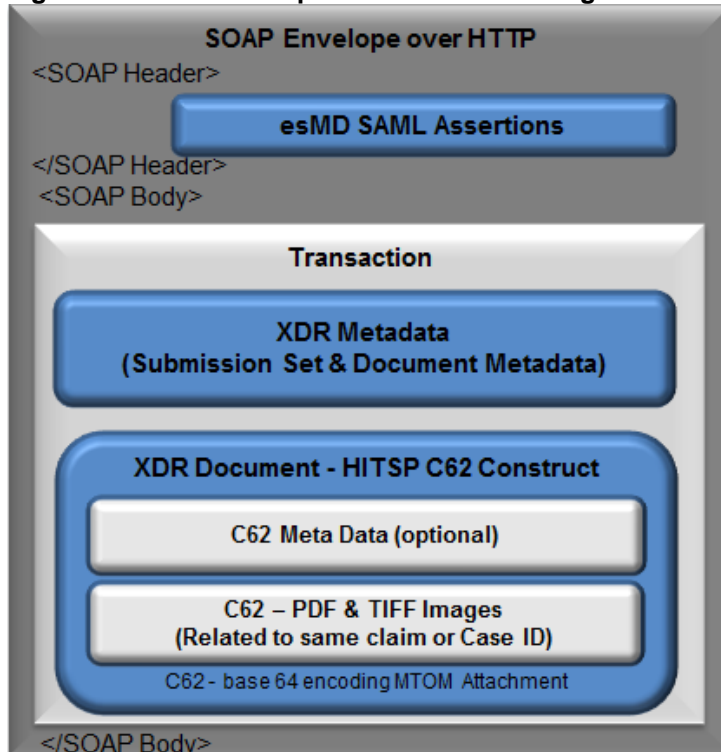 SOAP Envelope over HTTP
<SOAP Header>
esMD SAML Assertions
</SOAP Header>
<SOAP Body>
Transaction
XDR Metadata
(Submission Set & Document Metadata)
XDR Document - HITSP C62 Construct
C62 Meta Data (optional)
C62 – PDF & TIFF Images
(Related to same claim or Case ID)
C62 - base 64 encoding MTOM Attachment
</SOAP Body>